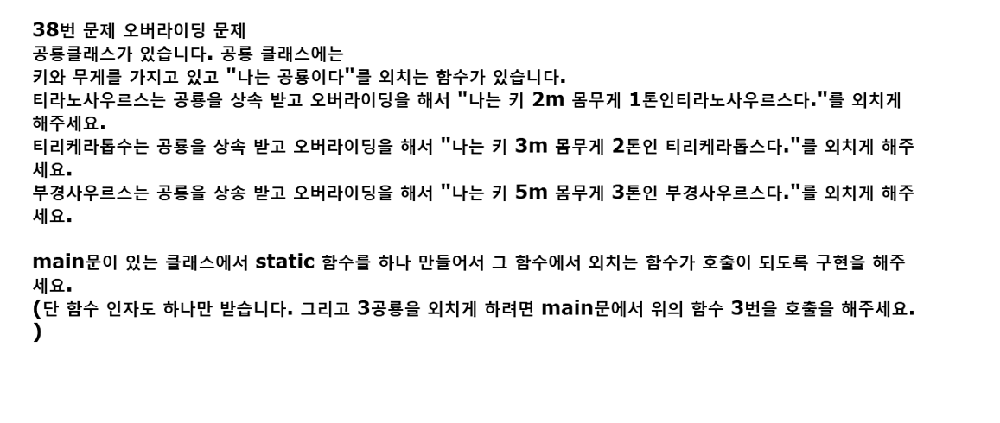 38번 문제 오버라이딩 문제
공룡클래스가 있습니다. 공룡 클래스에는
키와 무게를 가지고 있고 "나는 공룡이다"를 외치는 함수가 있습니다.
티라노사우르스는 공룡을 상속 받고 오버라이딩을 해서 "나는 키 2m 몸무게 1톤인티라노사우르스다."를 외치게
해주세요.
티리케라톱수는 공룡을 상속 받고 오버라이딩을 해서 "나는 키 3m 몸무게 2톤인 티리케라톱스다."를 외치게 해주
세요.
부경사우르스는 공룡을 상송 받고 오버라이딩을 해서 "나는 키 5m 몸무게 3톤인 부경사우르스다."를 외치게 해주
세요.
main문이 있는 클래스에서 static 함수를 하나 만들어서 그 함수에서 외치는 함수가 호출이 되도록 구현을 해주
세요.
(단 함수 인자도 하나만 받습니다. 그리고 3공룡을 외치게 하려면 main문에서 위의 함수 3번을 호출을 해주세요.
)